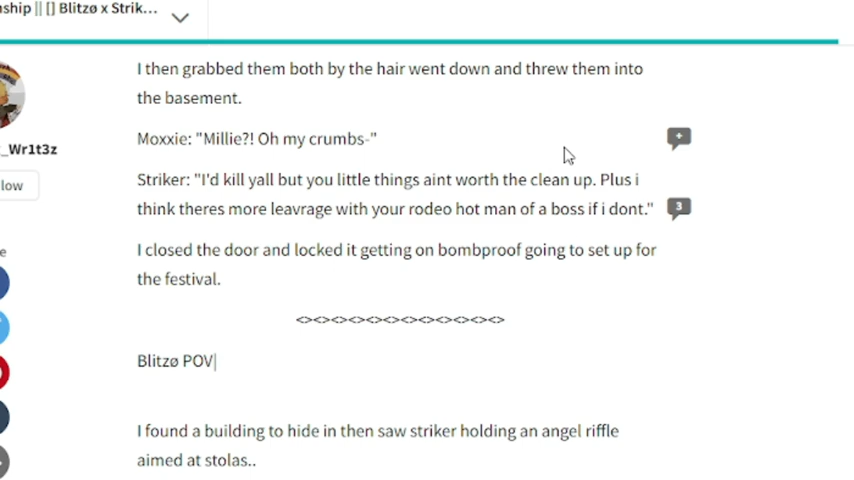 ship || [] Blitzø x Strik...
I then grabbed them both by the hair went down and threw them into
the basement.
_Wr1t3z
Moxxie: "Millie?! Oh my crumbs-"
+
low
Striker: "I'd kill yall but you little things aint worth the clean up. Plus i
think theres more leavrage with your rodeo hot man of a boss if i dont."
3
e
I closed the door and locked it getting on bombproof going to set up for
the festival.
<><><><><><><><><><><><>
Blitzø POV|
I found a building to hide in then saw striker holding an angel riffle
aimed at stolas..